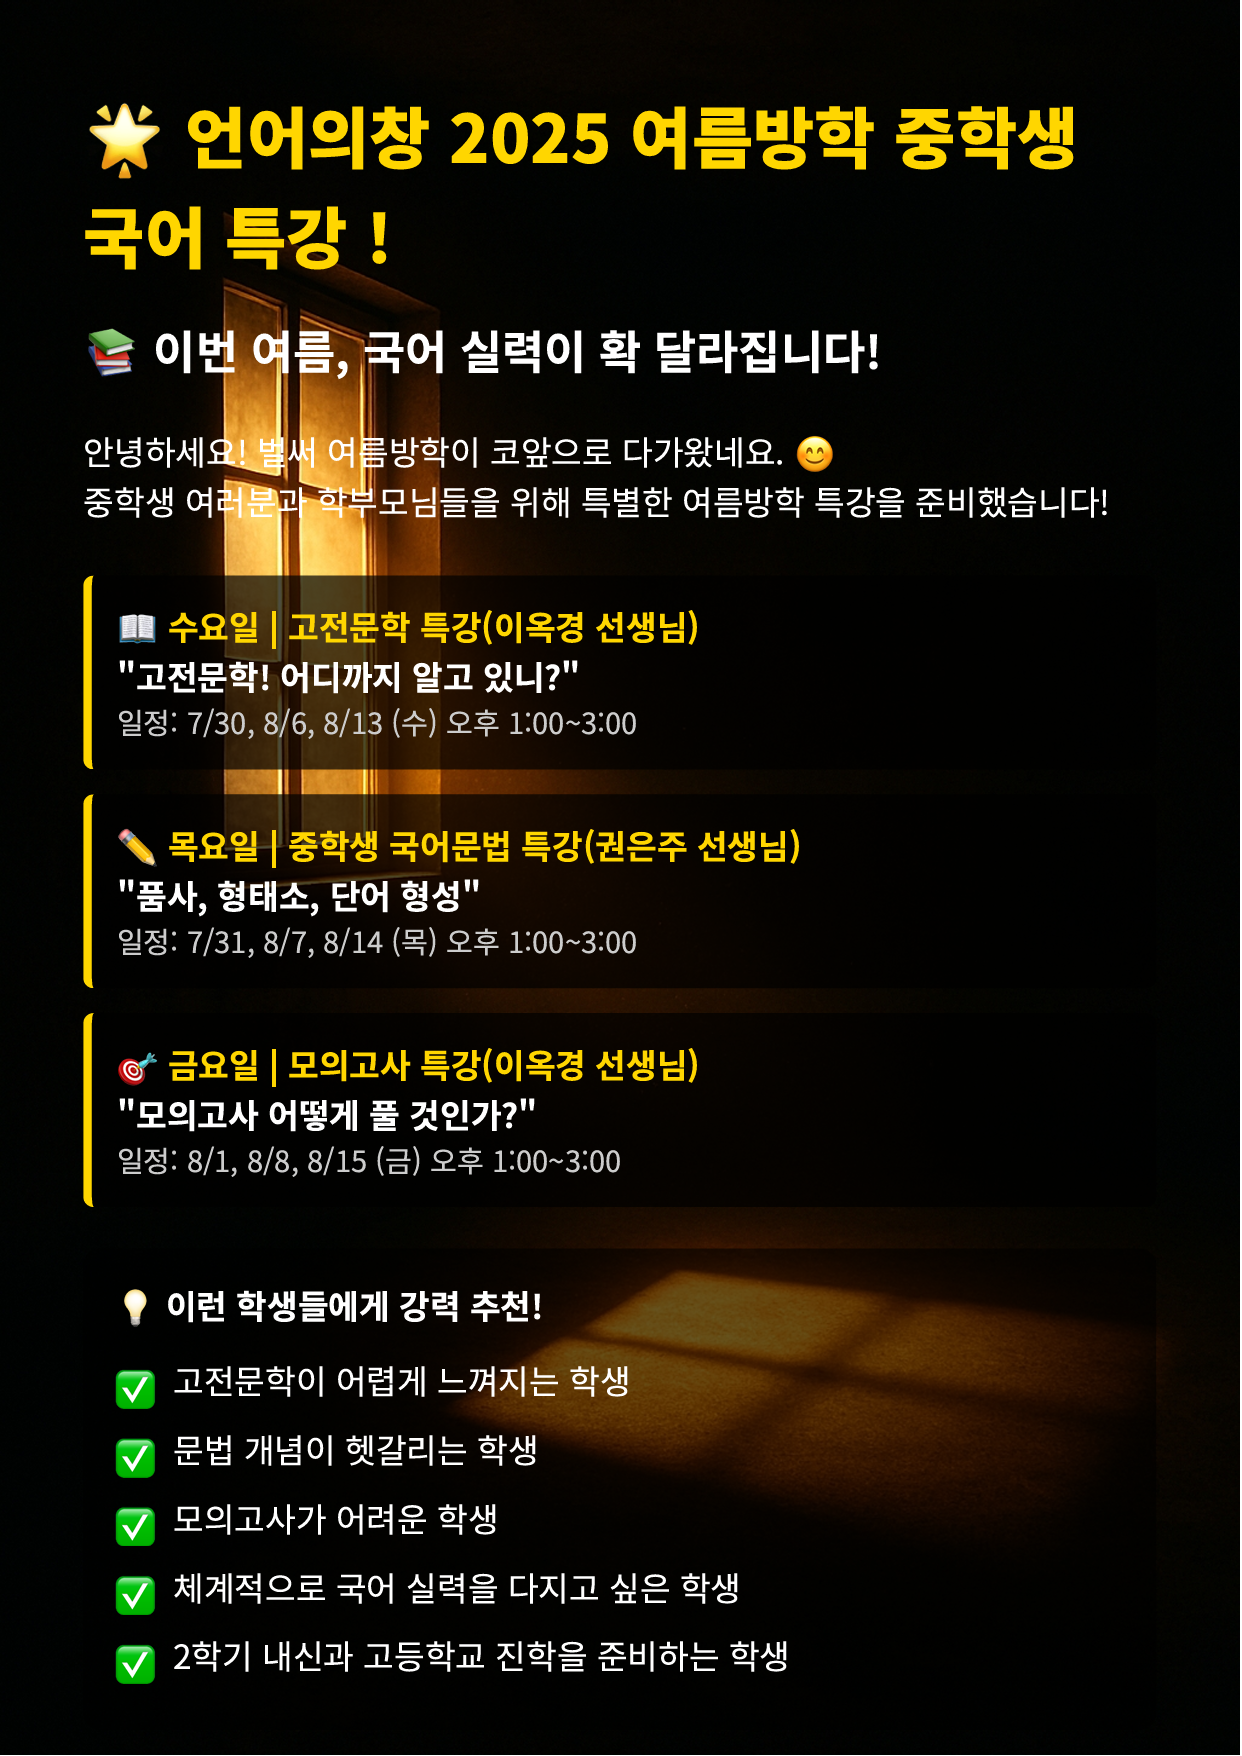 🌟 언어의창 2025 여름방학 중학생
국어 특강 !
📚 이번 여름, 국어 실력이 확 달라집니다!
안녕하세요! 벌써 여름방학이 코앞으로 다가왔네요. 😊
중학생 여러분과 학부모님들을 위해 특별한 여름방학 특강을 준비했습니다!
📖 수요일 | 고전문학 특강(이옥경 선생님)
"고전문학! 어디까지 알고 있니?"
일정: 7/30, 8/6, 8/13 (수) 오후 1:00~3:00
✏️ 목요일 | 중학생 국어문법 특강(권은주 선생님)
"품사, 형태소, 단어 형성"
일정: 7/31, 8/7, 8/14 (목) 오후 1:00~3:00
🎯 금요일 | 모의고사 특강(이옥경 선생님)
"모의고사 어떻게 풀 것인가?"
일정: 8/1, 8/8, 8/15 (금) 오후 1:00~3:00
💡 이런 학생들에게 강력 추천!
✅ 고전문학이 어렵게 느껴지는 학생
✅ 문법 개념이 헷갈리는 학생
✅ 모의고사가 어려운 학생
✅ 체계적으로 국어 실력을 다지고 싶은 학생
✅ 2학기 내신과 고등학교 진학을 준비하는 학생